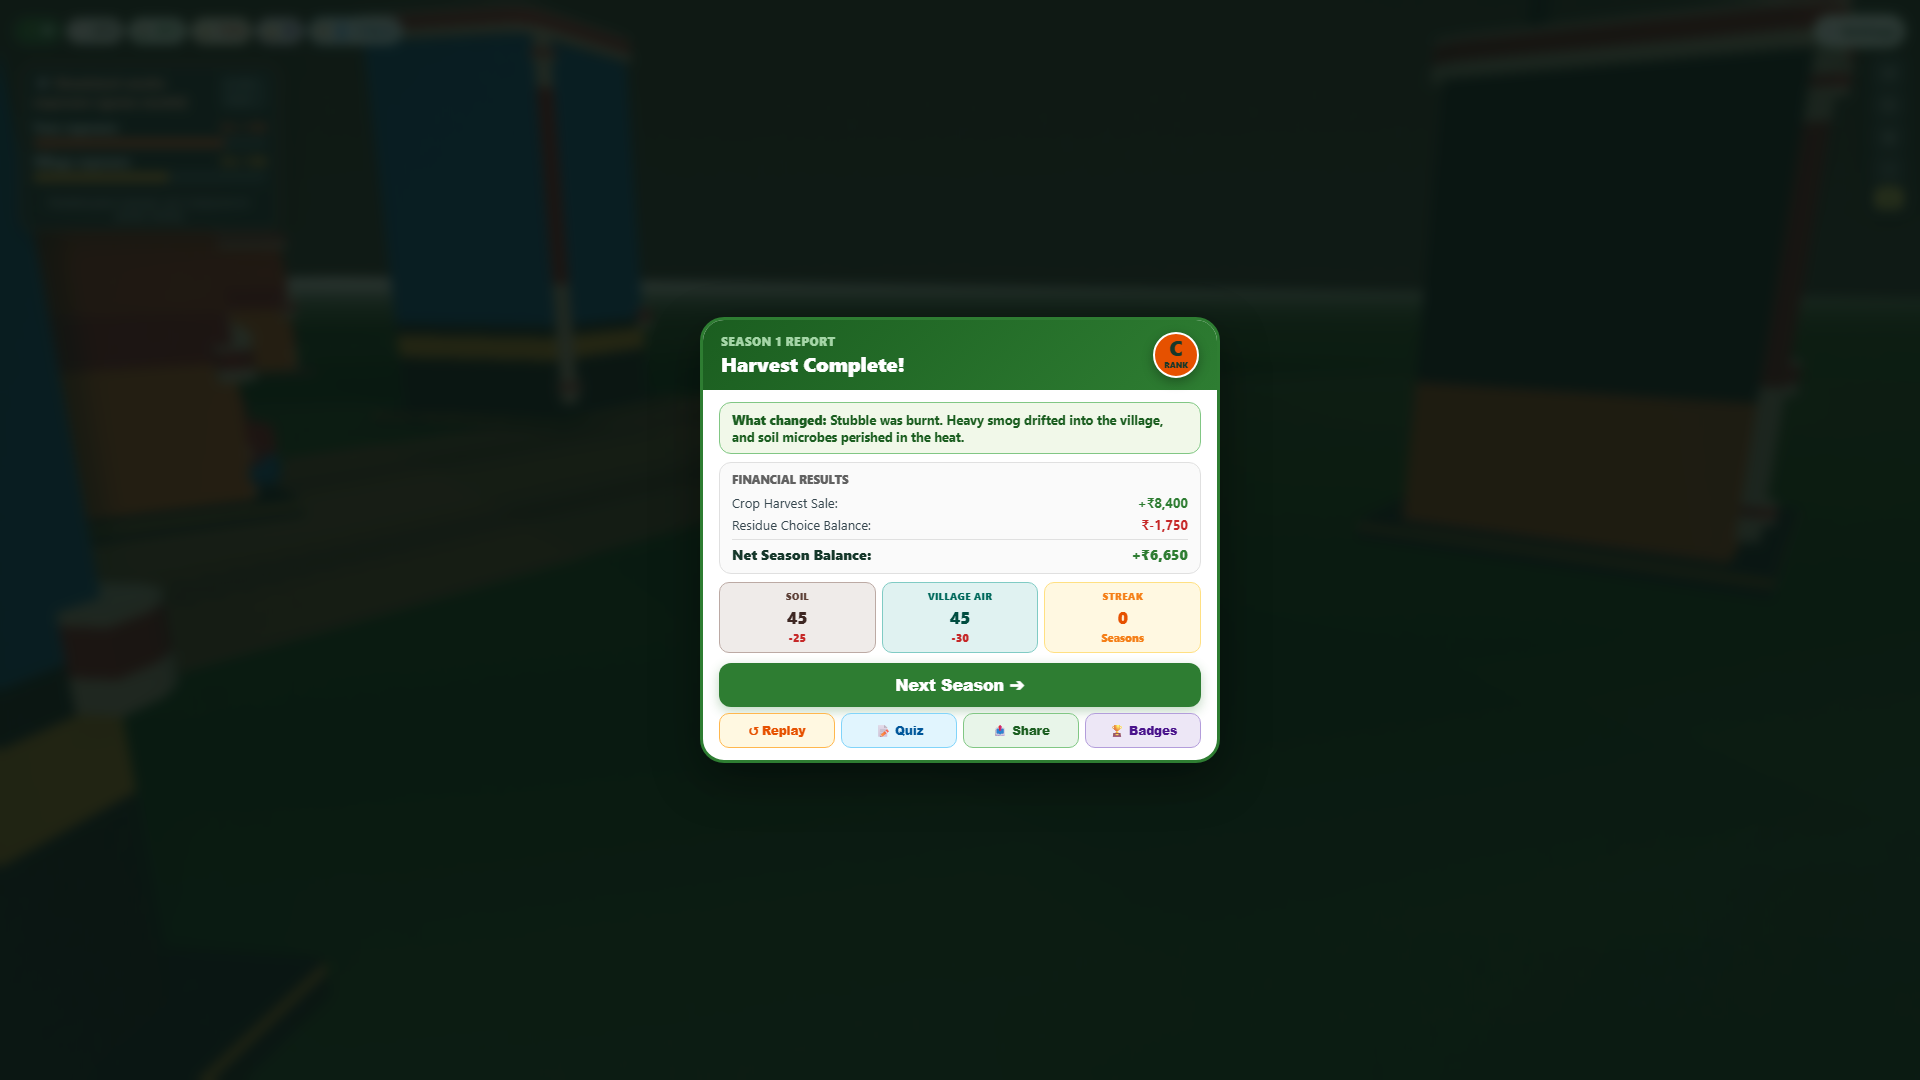 SEASON 1 REPORT
Harvest Complete!
C
RANK
What changed: Stubble was burnt. Heavy smog drifted into the village,
and soil microbes perished in the heat.
FINANCIAL RESULTS
Crop Harvest Sale: +₹8,400
Residue Choice Balance: ₹-1,750
Net Season Balance: +₹6,650
SOIL
45
-25
VILLAGE AIR
45
-30
STREAK
0
Seasons
Next Season ➔
↺ Replay
📝 Quiz
📤 Share
🏆 Badges